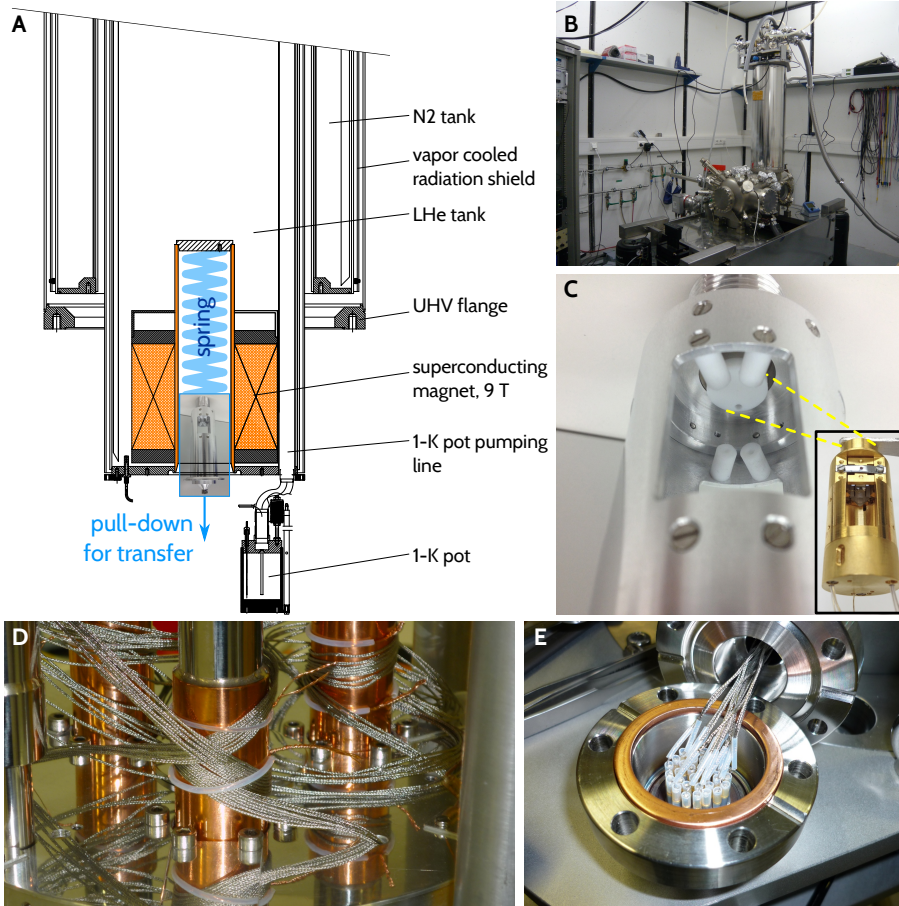 A
N2 tank
vapor cooled
radiation shield
LHe tank
UHV flange
spring
superconducting
magnet, 9 T
1-K pot pumping
line
pull-down
for transfer
1-K pot
B
C
D
E